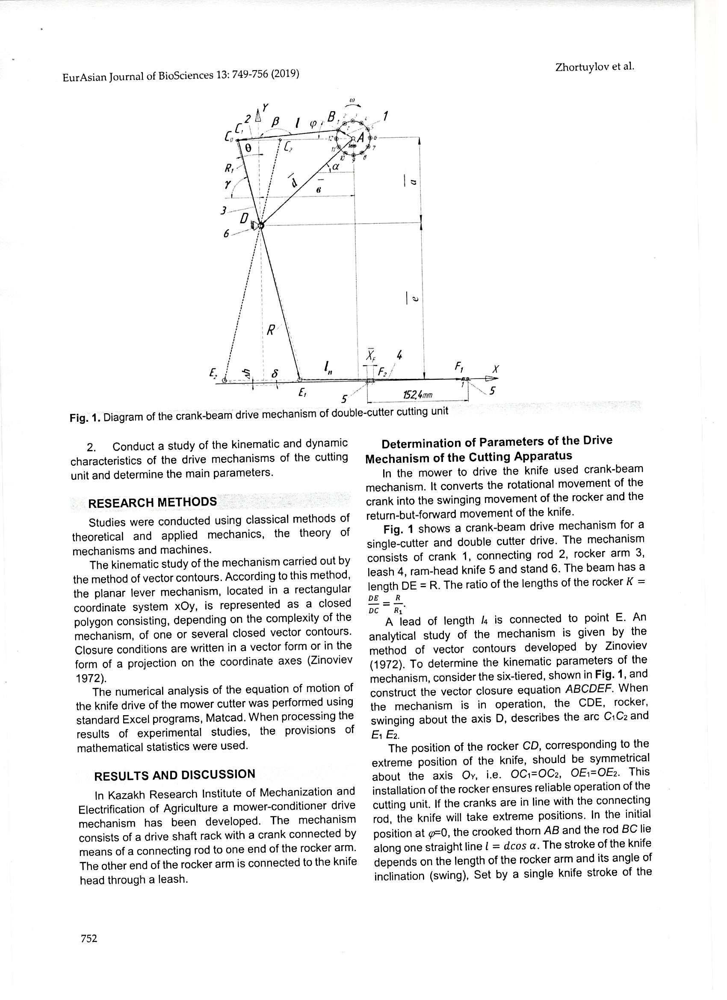 EurAsian Journal of BioSciences 13: 749-756 (2019)
Zhortuylov et al.
ω
Y
2
β
l
φ
B
1
C₁
C₀
C₂
A
θ
12
6
7
8
9
10
11
R₁
γ
α
d
в
a
3
D
6
e
R
X_F
4
E₂
Δh
δ
lₙ
F₂
F₁
X
1
E₁
5
152,4mm
5
Fig. 1. Diagram of the crank-beam drive mechanism of double-cutter cutting unit
2. Conduct a study of the kinematic and dynamic
characteristics of the drive mechanisms of the cutting
unit and determine the main parameters.
RESEARCH METHODS
Studies were conducted using classical methods of
theoretical and applied mechanics, the theory of
mechanisms and machines.
The kinematic study of the mechanism carried out by
the method of vector contours. According to this method,
the planar lever mechanism, located in a rectangular
coordinate system xOy, is represented as a closed
polygon consisting, depending on the complexity of the
mechanism, of one or several closed vector contours.
Closure conditions are written in a vector form or in the
form of a projection on the coordinate axes (Zinoviev
1972).
The numerical analysis of the equation of motion of
the knife drive of the mower cutter was performed using
standard Excel programs, Matcad. When processing the
results of experimental studies, the provisions of
mathematical statistics were used.
RESULTS AND DISCUSSION
In Kazakh Research Institute of Mechanization and
Electrification of Agriculture a mower-conditioner drive
mechanism has been developed. The mechanism
consists of a drive shaft rack with a crank connected by
means of a connecting rod to one end of the rocker arm.
The other end of the rocker arm is connected to the knife
head through a leash.
Determination of Parameters of the Drive
Mechanism of the Cutting Apparatus
In the mower to drive the knife used crank-beam
mechanism. It converts the rotational movement of the
crank into the swinging movement of the rocker and the
return-but-forward movement of the knife.
Fig. 1 shows a crank-beam drive mechanism for a
single-cutter and double cutter drive. The mechanism
consists of crank 1, connecting rod 2, rocker arm 3,
leash 4, ram-head knife 5 and stand 6. The beam has a
length DE = R. The ratio of the lengths of the rocker K =
DE/DC = R/R₁.
A lead of length l₄ is connected to point E. An
analytical study of the mechanism is given by the
method of vector contours developed by Zinoviev
(1972). To determine the kinematic parameters of the
mechanism, consider the six-tiered, shown in Fig. 1, and
construct the vector closure equation ABCDEF. When
the mechanism is in operation, the CDE, rocker,
swinging about the axis D, describes the arc C₁C₂ and
E₁ E₂.
The position of the rocker CD, corresponding to the
extreme position of the knife, should be symmetrical
about the axis Oʏ, i.e. OC₁=OC₂, OE₁=OE₂. This
installation of the rocker ensures reliable operation of the
cutting unit. If the cranks are in line with the connecting
rod, the knife will take extreme positions. In the initial
position at φ=0, the crooked thorn AB and the rod BC lie
along one straight line l = dcos α. The stroke of the knife
depends on the length of the rocker arm and its angle of
inclination (swing), Set by a single knife stroke of the
752